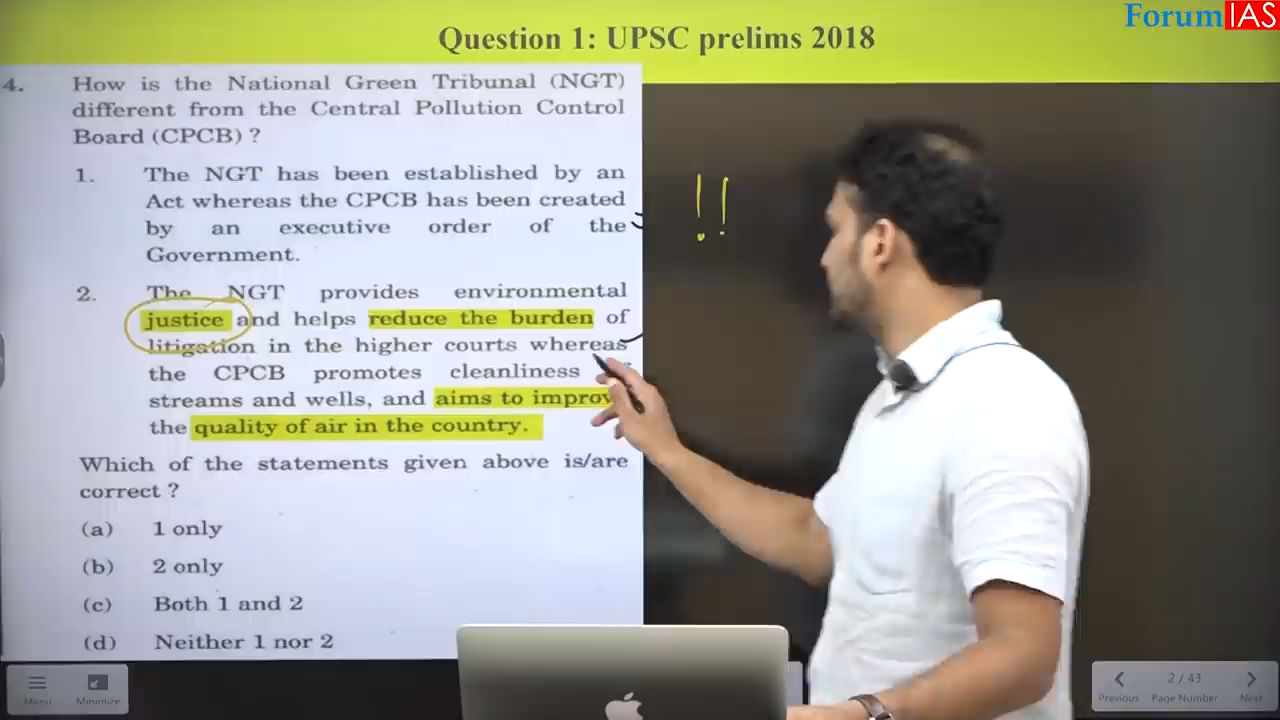 ForumIAS
Question 1: UPSC prelims 2018
4. How is the National Green Tribunal (NGT)
different from the Central Pollution Control
Board (CPCB) ?
1. The NGT has been established by an
Act whereas the CPCB has been created
by an executive order of the
Government.
2. The NGT provides environmental
justice and helps reduce the burden of
litigation in the higher courts whereas
the CPCB promotes cleanliness
streams and wells, and aims to improv
the quality of air in the country.
Which of the statements given above is/are
correct ?
(a) 1 only
(b) 2 only
(c) Both 1 and 2
(d) Neither 1 nor 2
!!
Menu Minimize
2 / 43
Previous Page Number Next